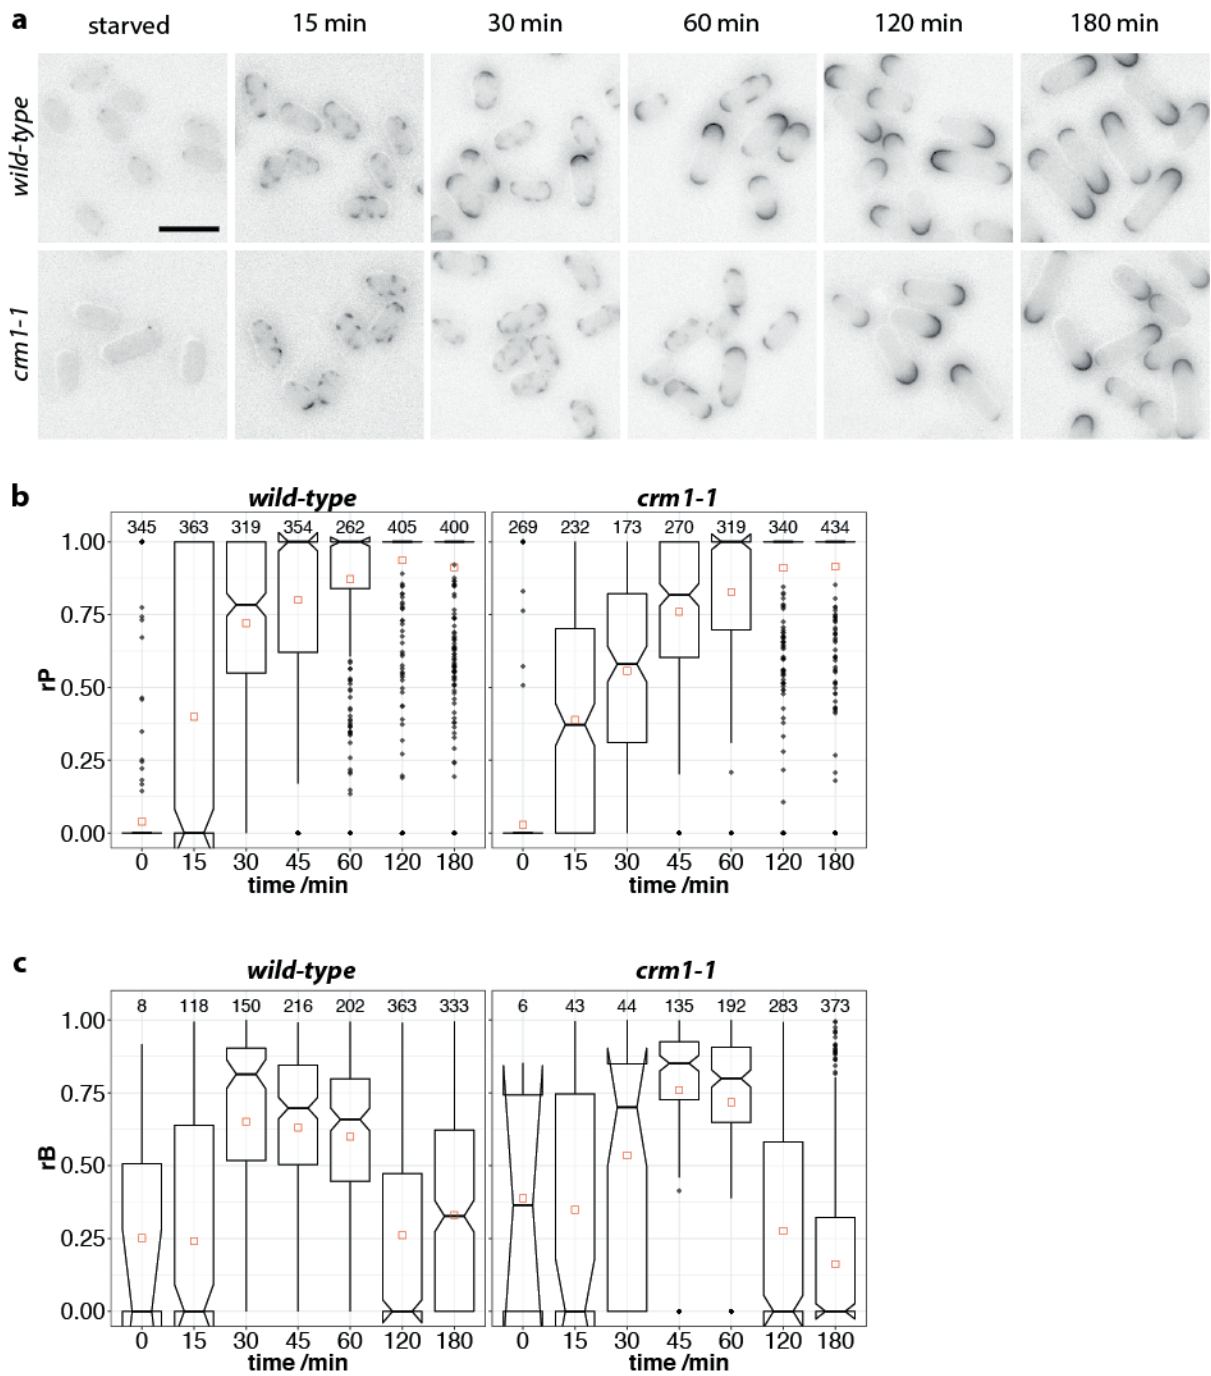 a
starved 15 min 30 min 60 min 120 min 180 min
wild-type
crm1-1
b
wild-type crm1-1
345 363 319 354 262 405 400 269 232 173 270 319 340 434
1.00
0.75
0.50
0.25
0.00
rP
0 15 30 45 60 120 180 0 15 30 45 60 120 180
time /min time /min
c
wild-type crm1-1
8 118 150 216 202 363 333 6 43 44 135 192 283 373
1.00
0.75
0.50
0.25
0.00
rB
0 15 30 45 60 120 180 0 15 30 45 60 120 180
time /min time /min